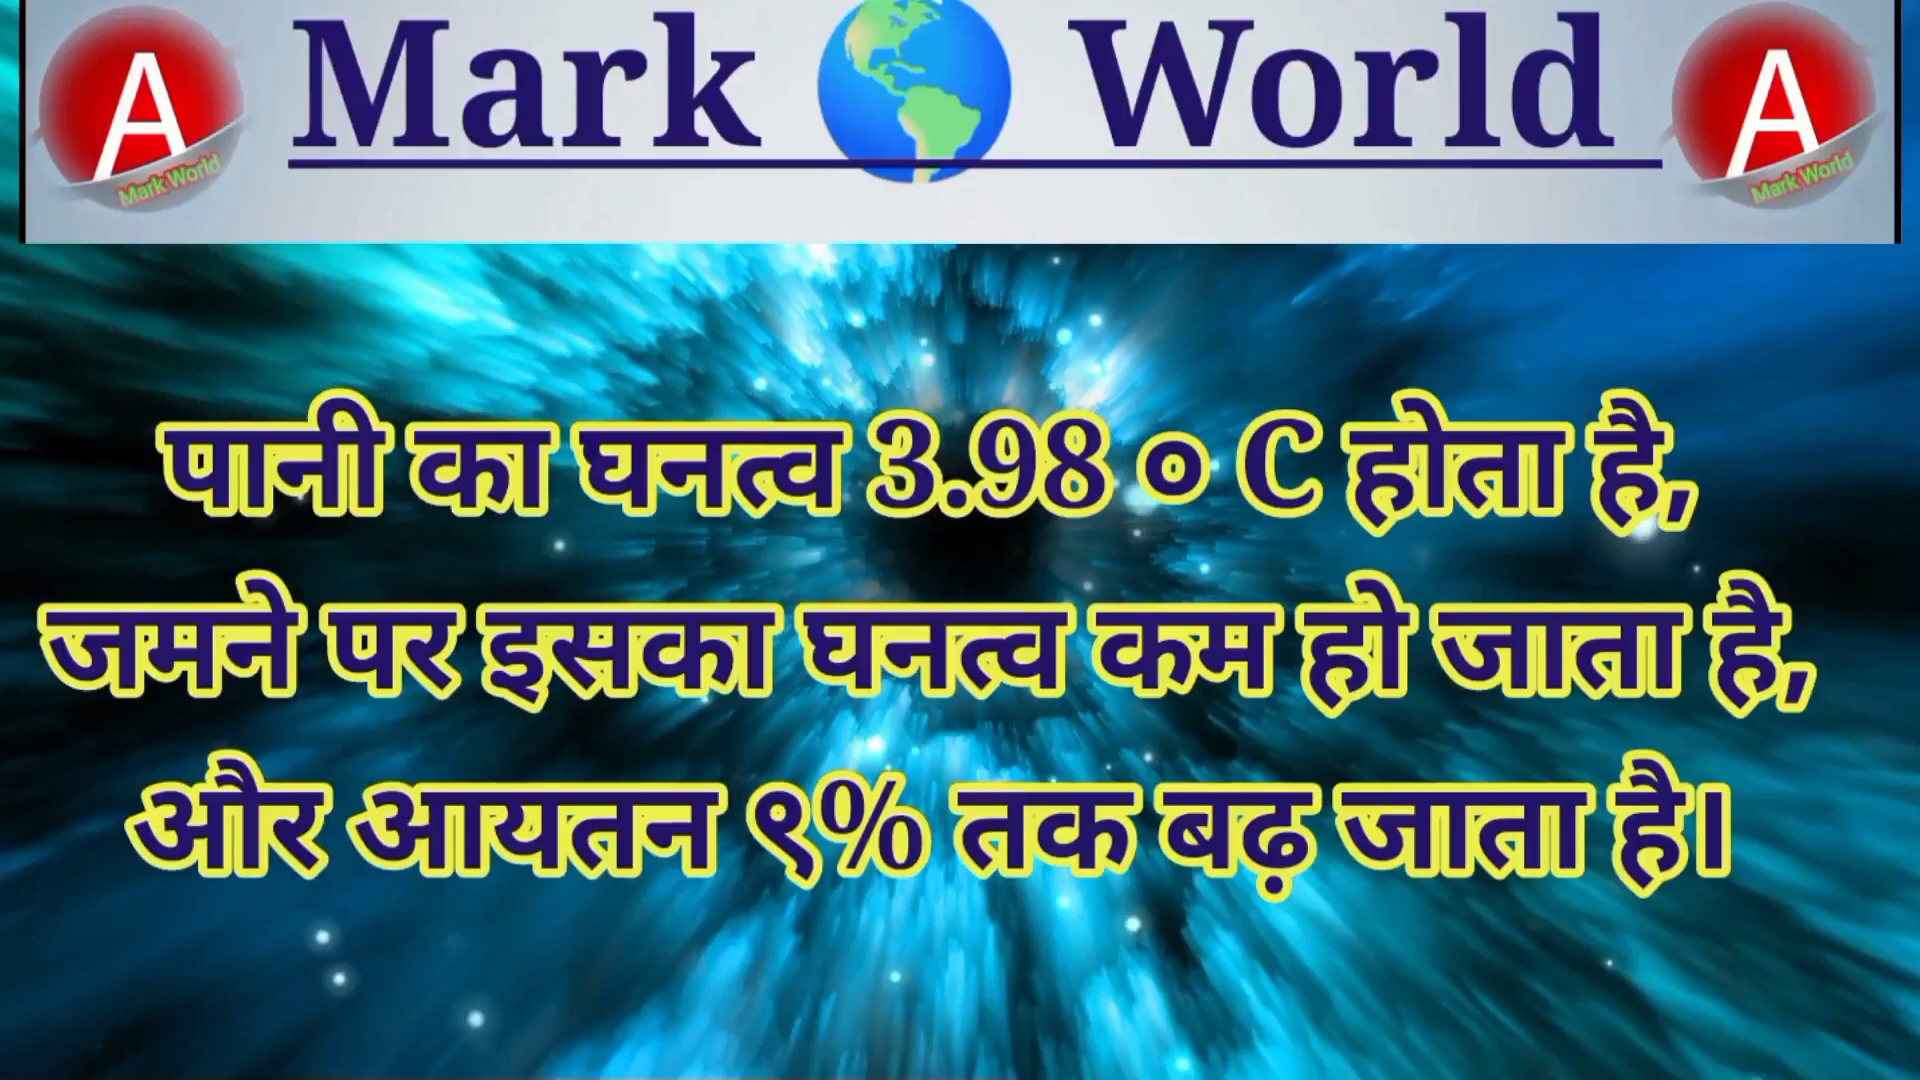 A Mark World A
Mark World Mark World
पानी का घनत्व 3.98 ० C होता है,
जमने पर इसका घनत्व कम हो जाता है,
और आयतन ९% तक बढ़ जाता है।